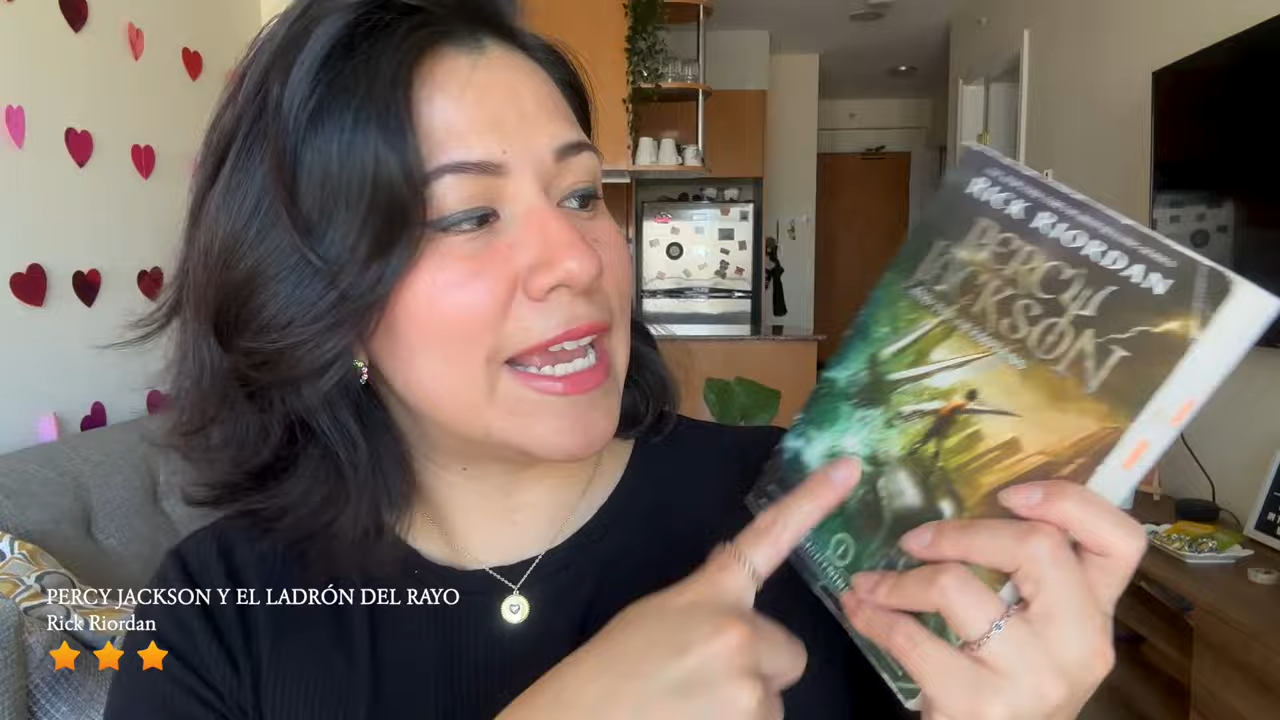 RICK RIORDAN
PERCY
JACKSON
PERCY JACKSON Y EL LADRÓN DEL RAYO
Rick Riordan